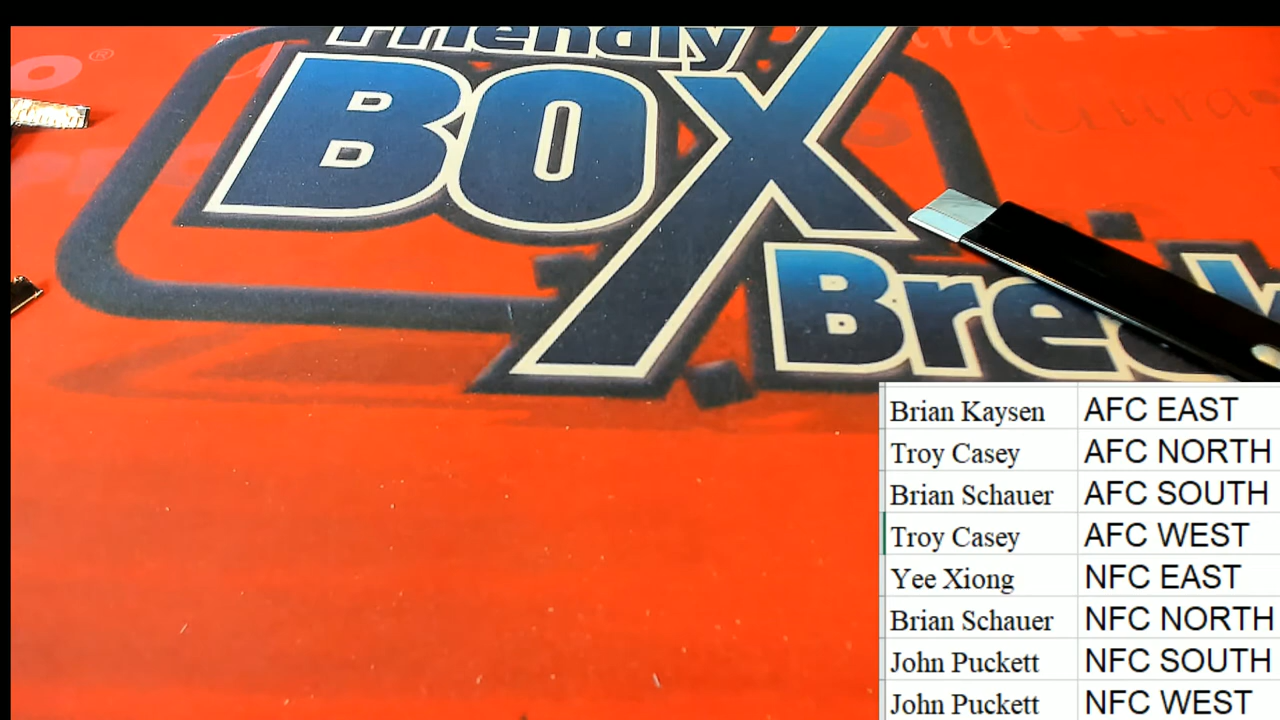 Friendly
BOX
Brea
Brian Kaysen AFC EAST
Troy Casey AFC NORTH
Brian Schauer AFC SOUTH
Troy Casey AFC WEST
Yee Xiong NFC EAST
Brian Schauer NFC NORTH
John Puckett NFC SOUTH
John Puckett NFC WEST